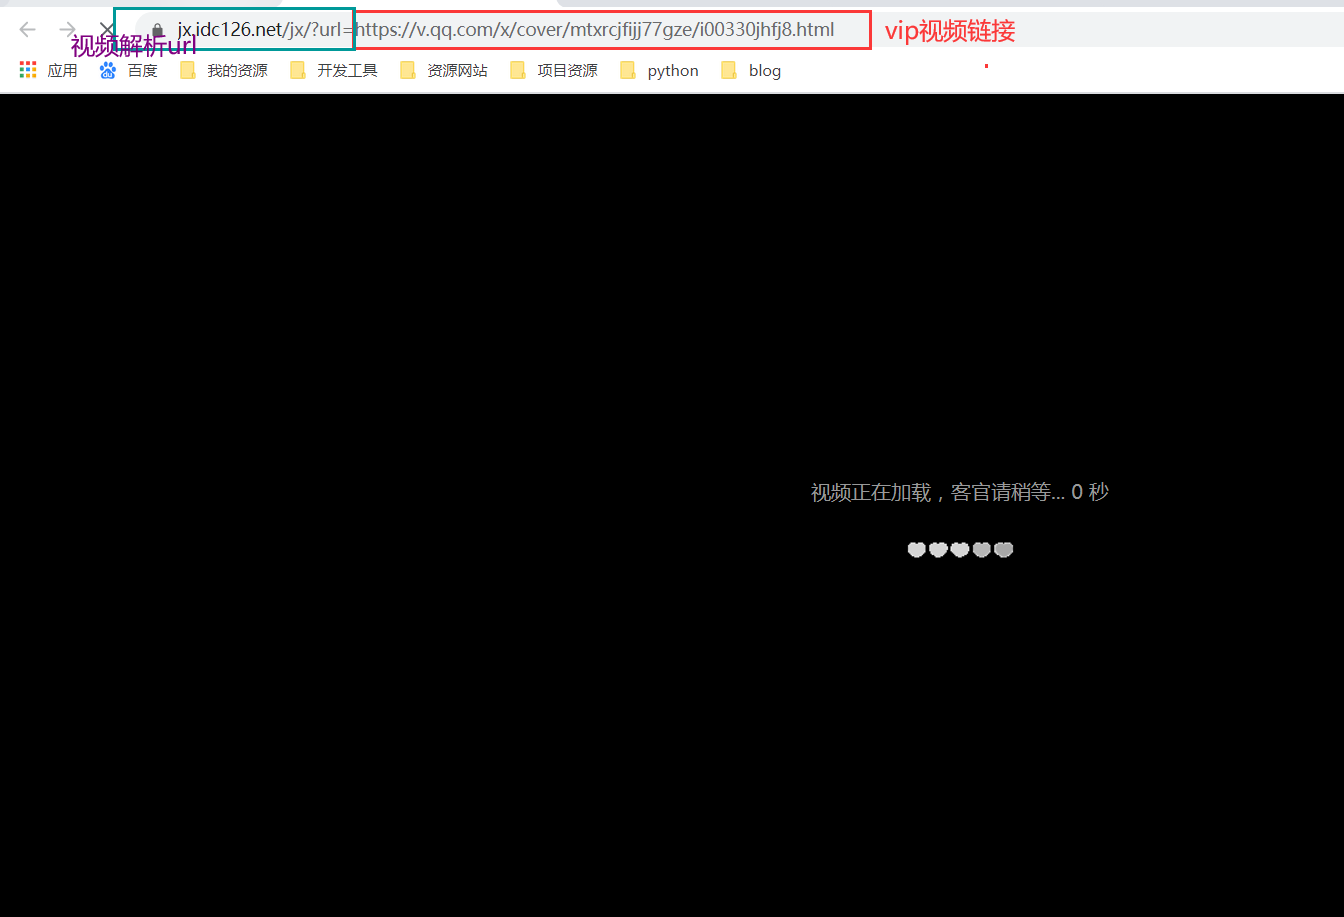 jx.idc126.net/jx/?url=https://v.qq.com/x/cover/mtxrcjfijj77gze/i00330jhfj8.html
vip视频链接
视频解析url
应用 百度 我的资源 开发工具 资源网站 项目资源 python blog
视频正在加载，客官请稍等... 0 秒